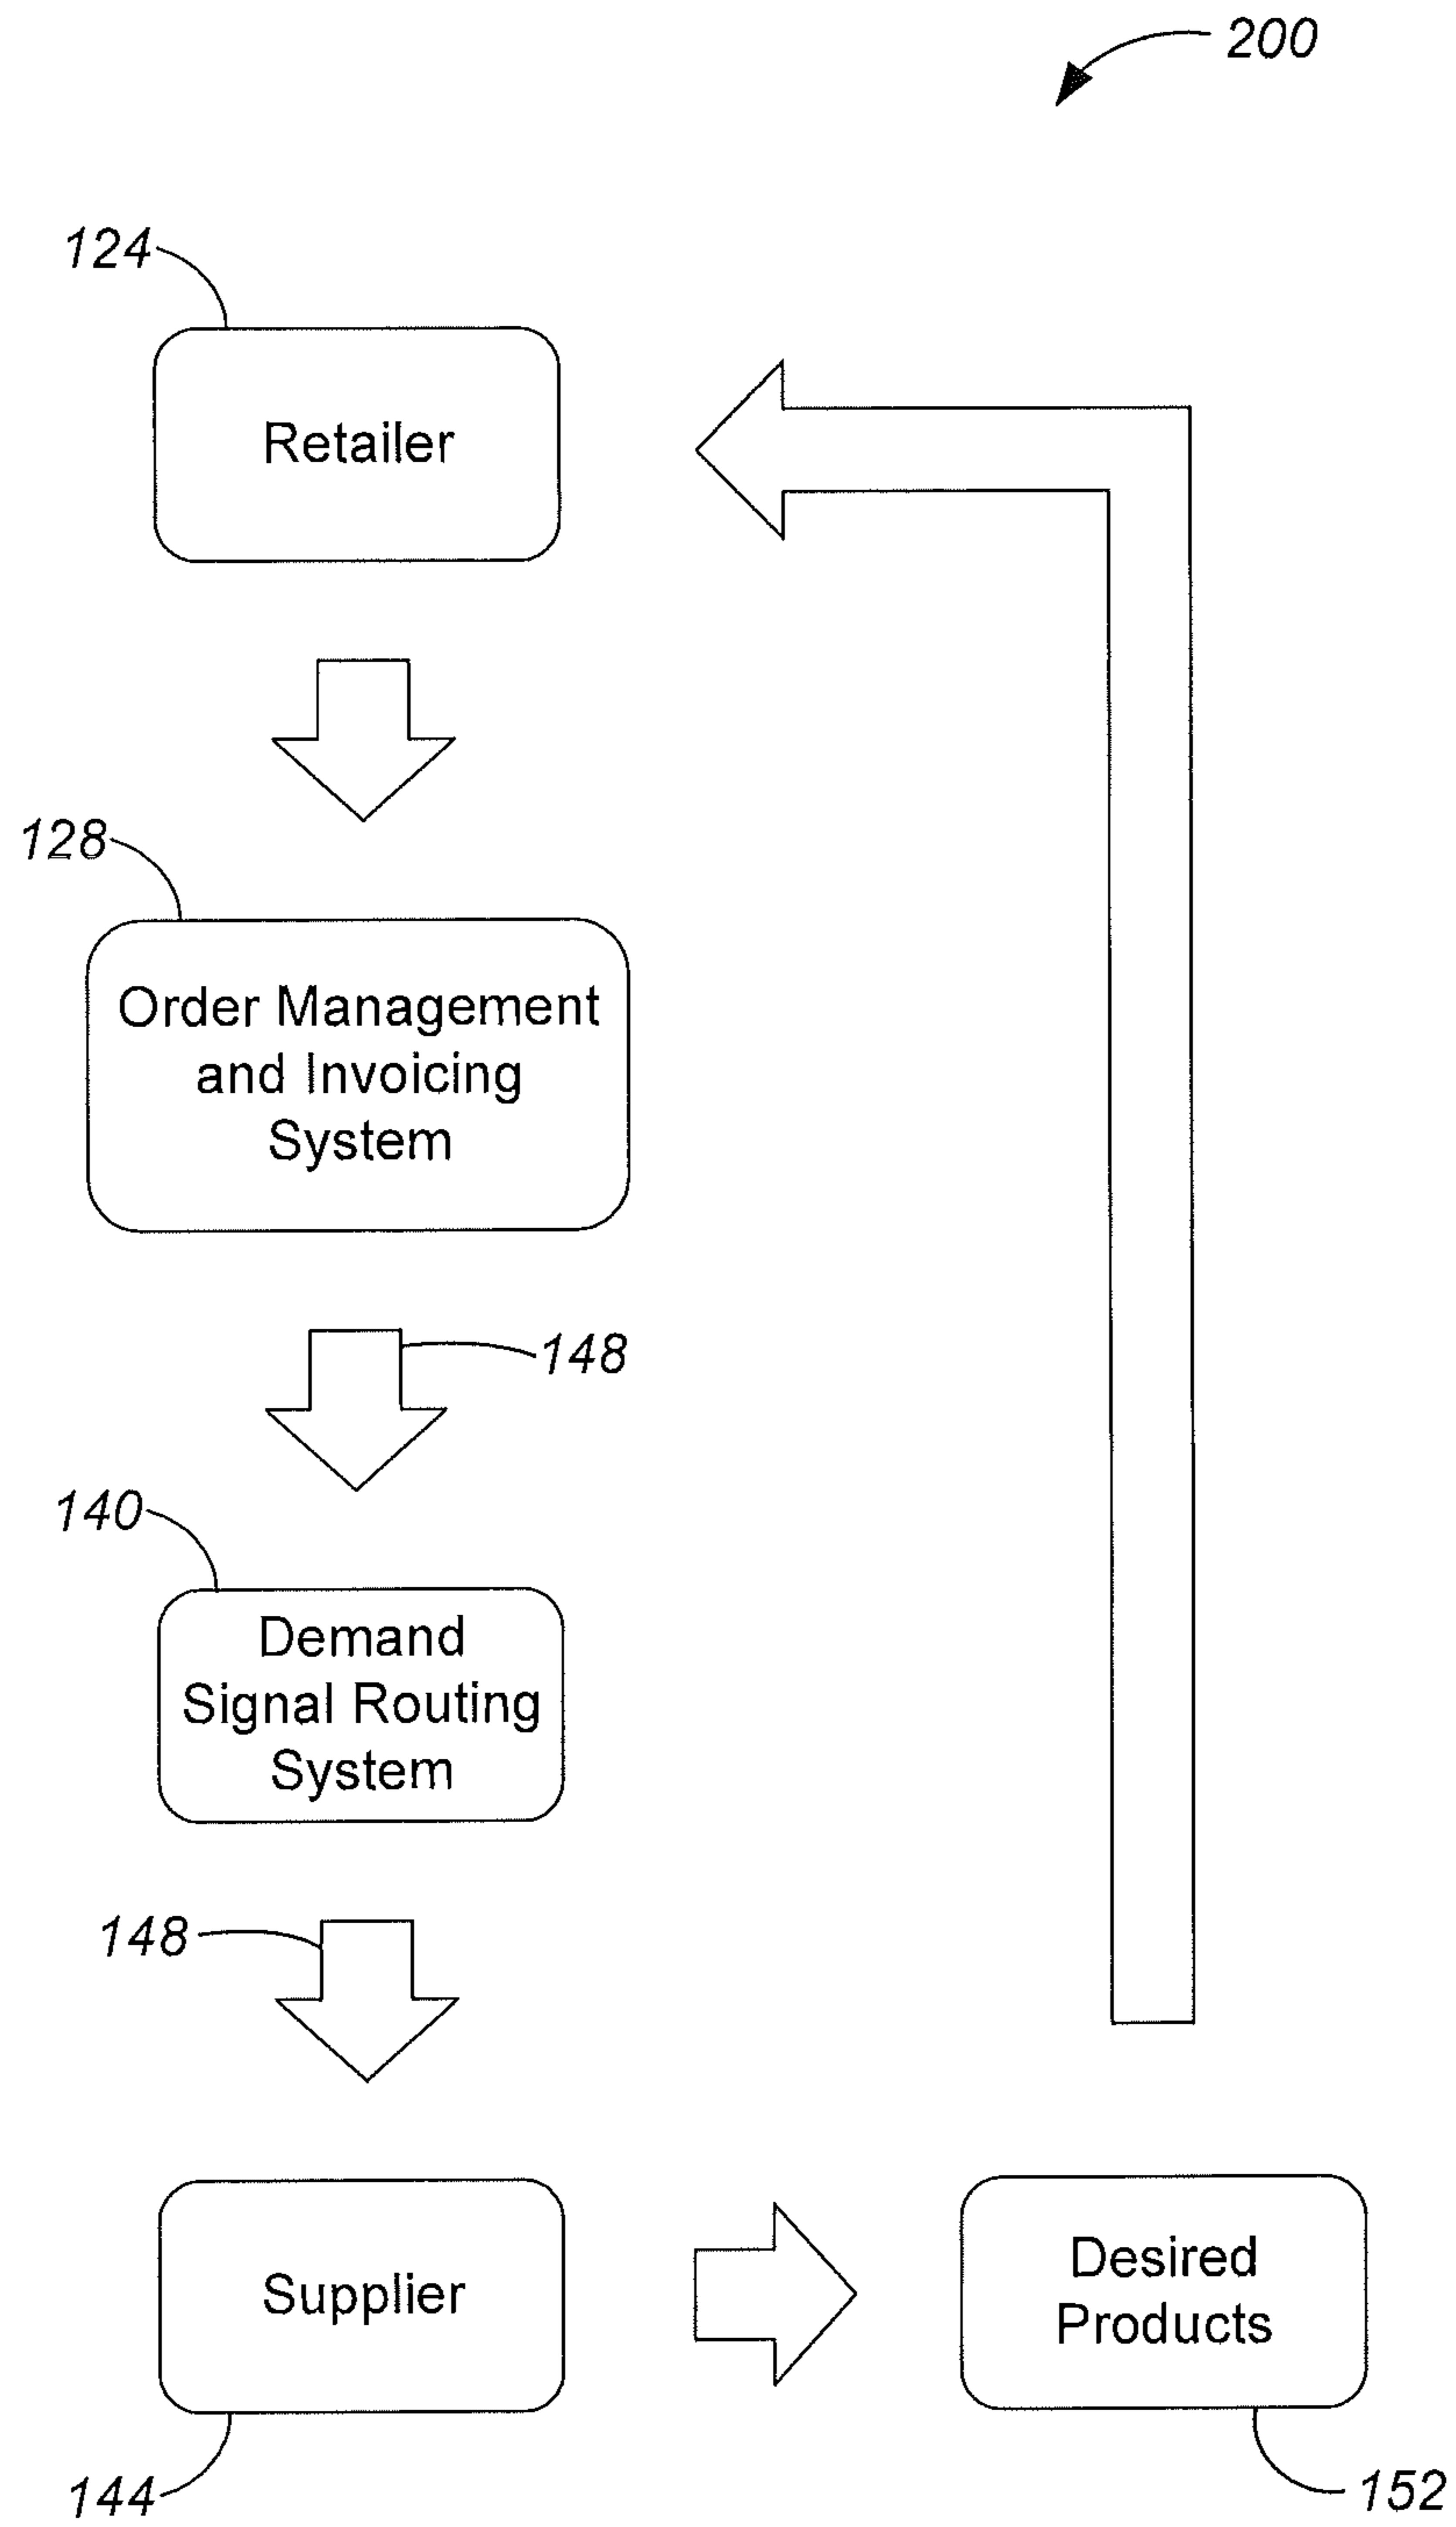 200
124
Retailer
128
Order Management
and Invoicing
System
148
140
Demand
Signal Routing
System
148
Supplier
Desired
Products
144
152